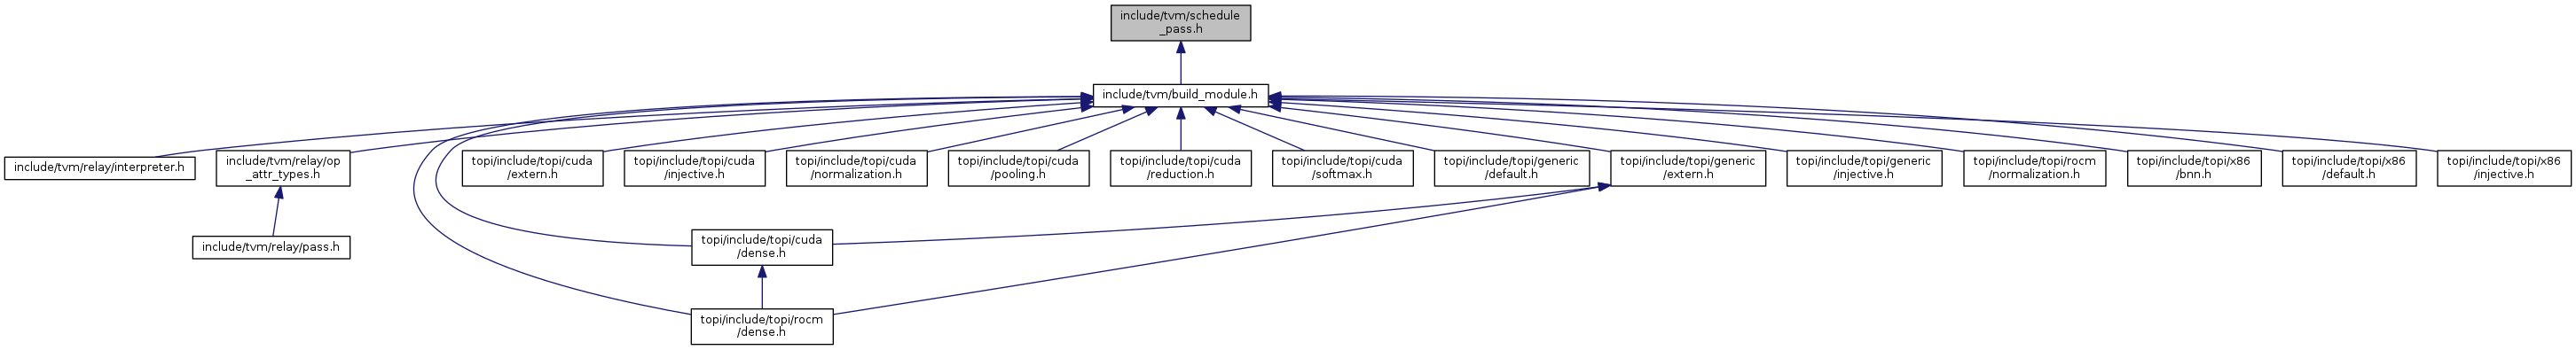 include/tvm/schedule
_pass.h
include/tvm/build_module.h
include/tvm/relay/interpreter.h
include/tvm/relay/op
_attr_types.h
topi/include/topi/cuda
/extern.h
topi/include/topi/cuda
/injective.h
topi/include/topi/cuda
/normalization.h
topi/include/topi/cuda
/pooling.h
topi/include/topi/cuda
/reduction.h
topi/include/topi/cuda
/softmax.h
topi/include/topi/generic
/default.h
topi/include/topi/generic
/extern.h
topi/include/topi/generic
/injective.h
topi/include/topi/rocm
/normalization.h
topi/include/topi/x86
/bnn.h
topi/include/topi/x86
/default.h
topi/include/topi/x86
/injective.h
include/tvm/relay/pass.h
topi/include/topi/cuda
/dense.h
topi/include/topi/rocm
/dense.h